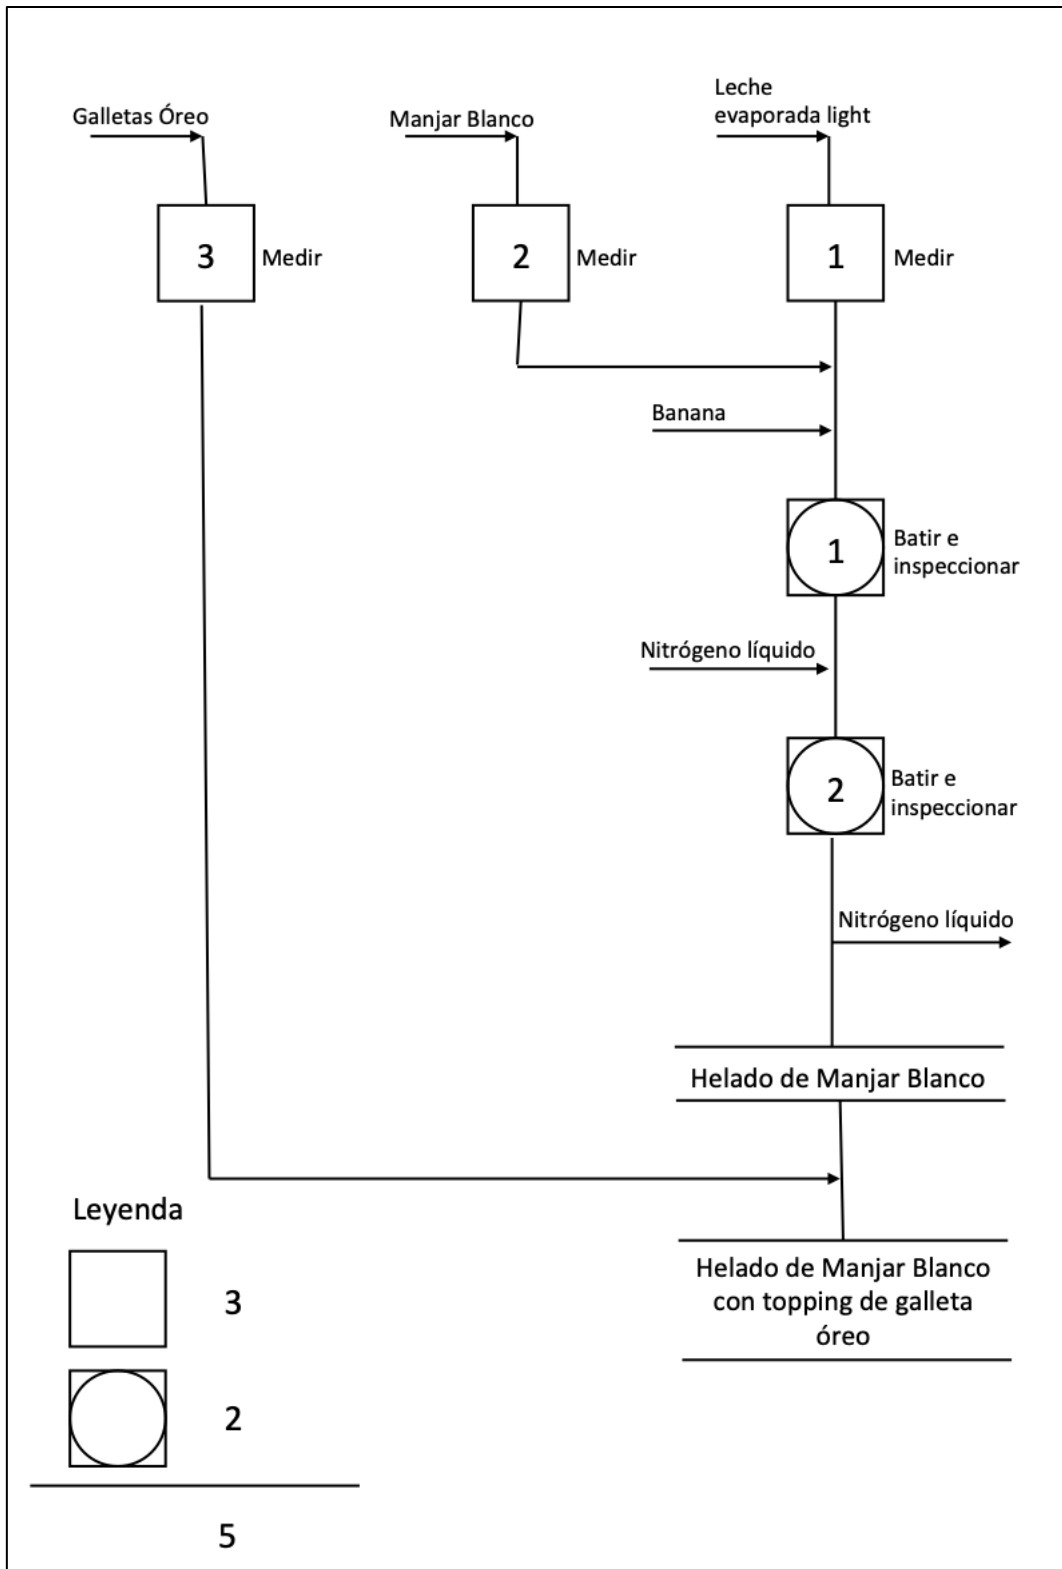 Galletas Óreo
Manjar Blanco
Leche
evaporada light
3
Medir
2
Medir
1
Medir
Banana
1
Batir e
inspeccionar
Nitrógeno líquido
2
Batir e
inspeccionar
Nitrógeno líquido
Helado de Manjar Blanco
Helado de Manjar Blanco
con topping de galleta
óreo
Leyenda
3
2
5